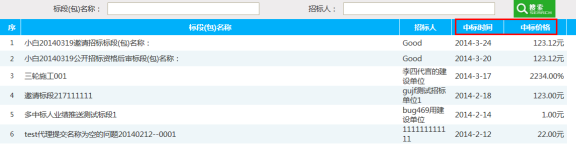 标段(包)名称： 招标人： 搜索
序 标段(包)名称 招标人 中标时间 中标价格
1 小白20140319邀请招标标段(包)名称： Good 2014-3-24 123.12元
2 小白20140319公开招标资格后审标段(包)名称： Good 2014-3-20 123.12元
3 三轮施工001 李四代言的建设单位 2014-3-17 2234.00%
4 邀请标段217111111 gujf测试招标单位1 2014-2-18 123.00元
5 多中标人业绩推送测试标段1 bug469用建设单位 2014-2-14 1.00元
6 test代理提交名称为空的问题20140212--0001 1111111111111 2014-2-12 22.00元